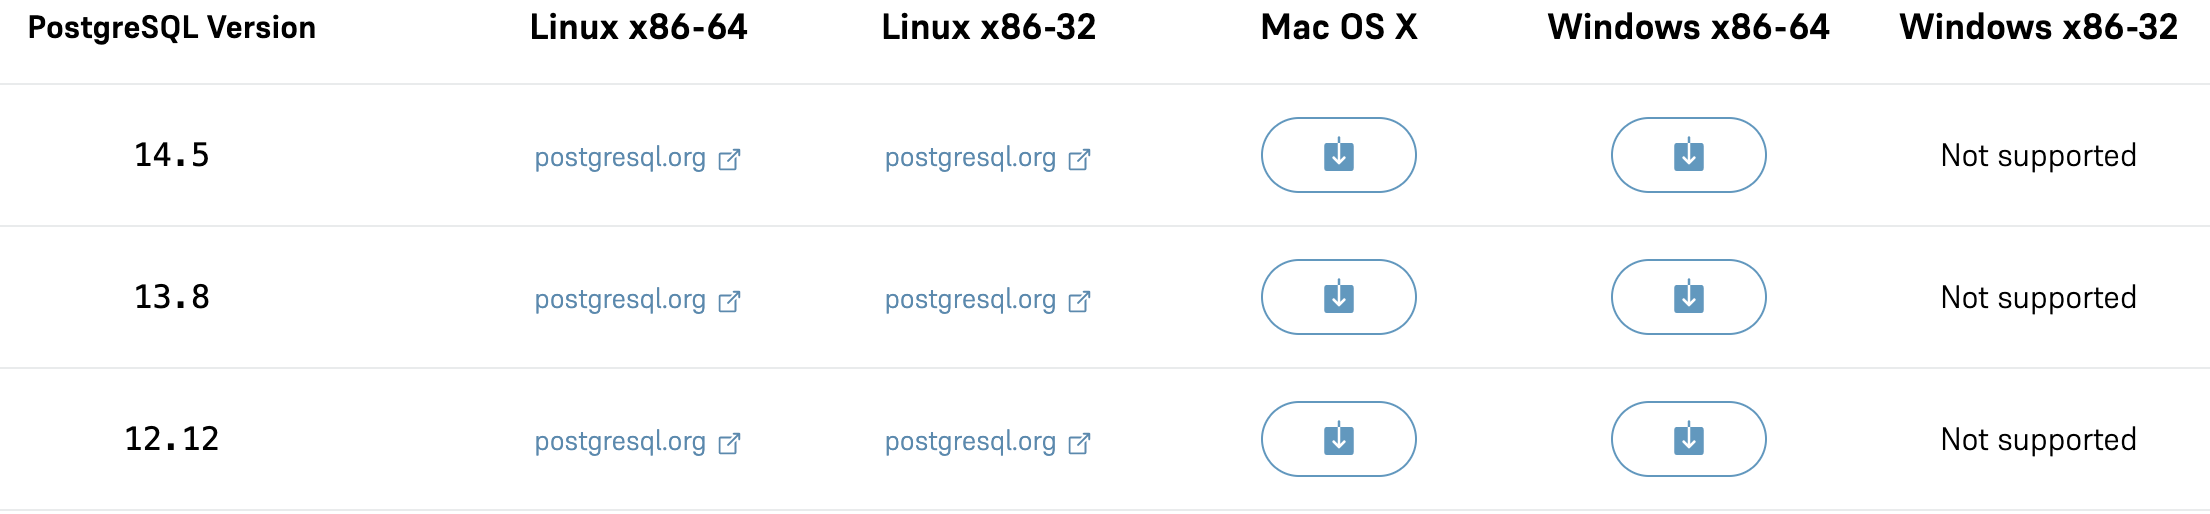 PostgreSQL Version Linux x86-64 Linux x86-32 Mac OS X Windows x86-64 Windows x86-32
14.5 postgresql.org postgresql.org Not supported
13.8 postgresql.org postgresql.org Not supported
12.12 postgresql.org postgresql.org Not supported